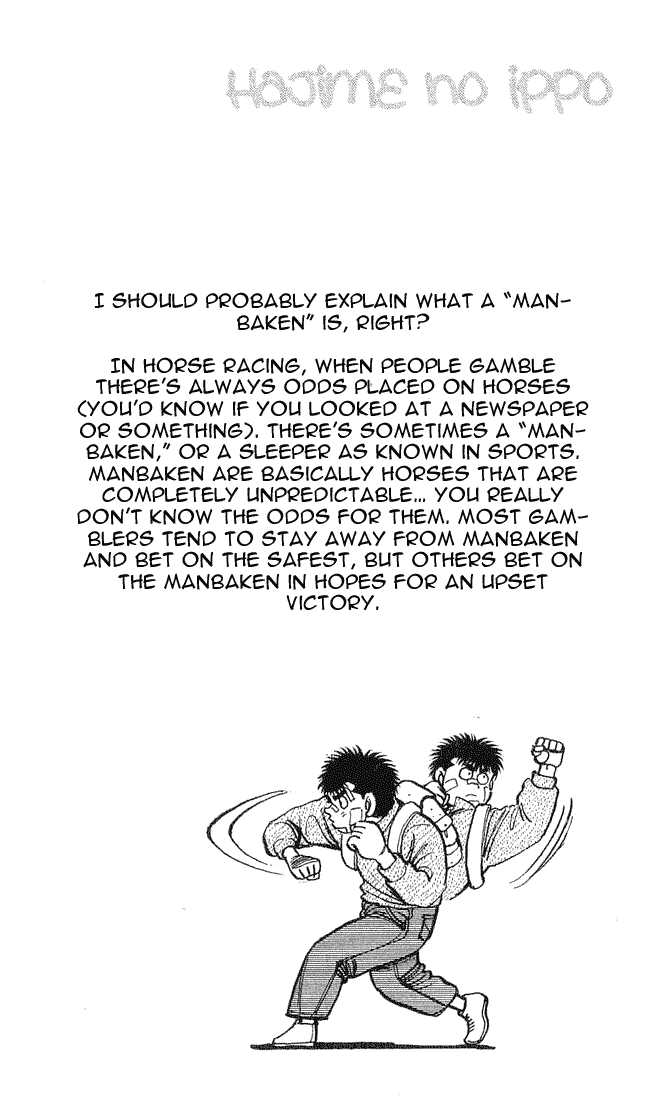 Hajime no ippo
I SHOULD PROBABLY EXPLAIN WHAT A "MAN-
BAKEN" IS, RIGHT?
IN HORSE RACING, WHEN PEOPLE GAMBLE
THERE'S ALWAYS ODDS PLACED ON HORSES
(YOU'D KNOW IF YOU LOOKED AT A NEWSPAPER
OR SOMETHING). THERE'S SOMETIMES A "MAN-
BAKEN," OR A SLEEPER AS KNOWN IN SPORTS.
MANBAKEN ARE BASICALLY HORSES THAT ARE
COMPLETELY UNPREDICTABLE... YOU REALLY
DON'T KNOW THE ODDS FOR THEM. MOST GAM-
BLERS TEND TO STAY AWAY FROM MANBAKEN
AND BET ON THE SAFEST, BUT OTHERS BET ON
THE MANBAKEN IN HOPES FOR AN UPSET
VICTORY.